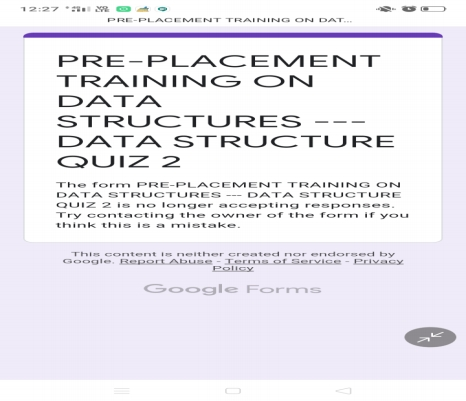 12:27
PRE-PLACEMENT TRAINING ON DAT...
PRE-PLACEMENT
TRAINING ON
DATA
STRUCTURES ---
DATA STRUCTURE
QUIZ 2
The form PRE-PLACEMENT TRAINING ON
DATA STRUCTURES --- DATA STRUCTURE
QUIZ 2 is no longer accepting responses.
Try contacting the owner of the form if you
think this is a mistake.
This content is neither created nor endorsed by
Google. Report Abuse - Terms of Service - Privacy
Policy
Google Forms